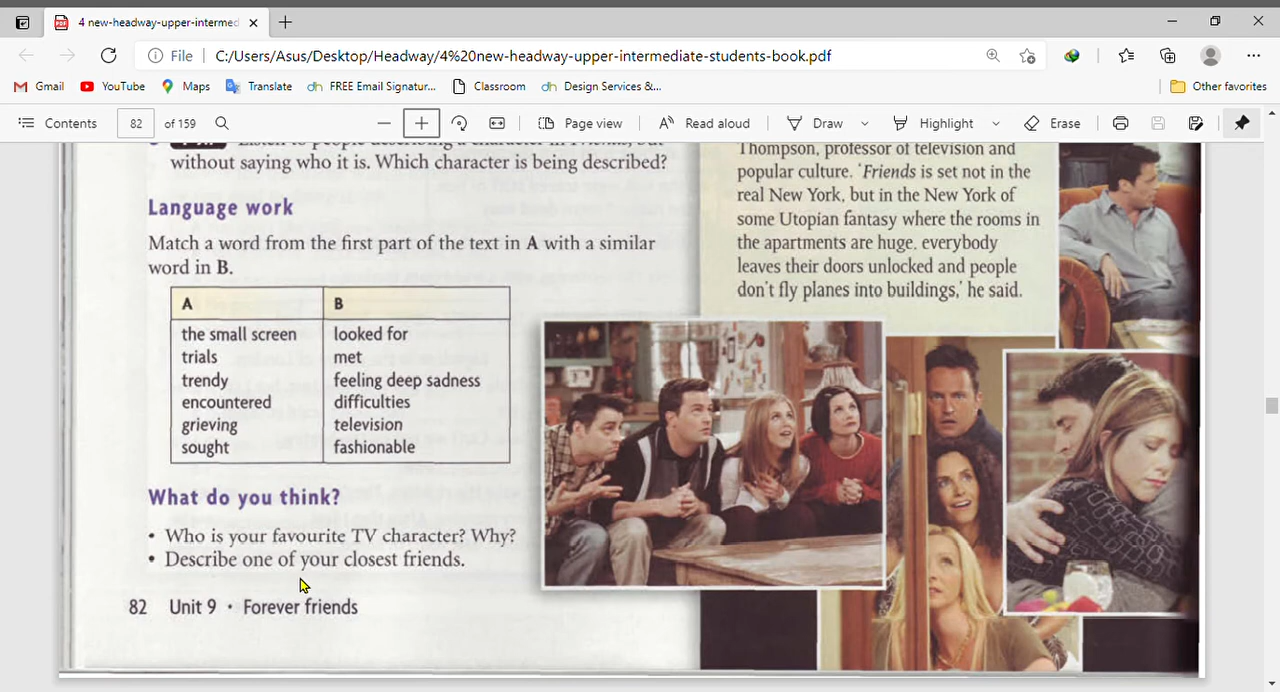 4 new-headway-upper-intermed
File C:/Users/Asus/Desktop/Headway/4%20new-headway-upper-intermediate-students-book.pdf
Gmail YouTube Maps Translate FREE Email Signatur... Classroom Design Services &... Other favorites
Contents 82 of 159 Page view Read aloud Draw Highlight Erase
without saying who it is. Which character is being described?
Language work
Match a word from the first part of the text in A with a similar
word in B.
A B
the small screen looked for
trials met
trendy feeling deep sadness
encountered difficulties
grieving television
sought fashionable
What do you think?
• Who is your favourite TV character? Why?
• Describe one of your closest friends.
82 Unit 9 • Forever friends
Thompson, professor of television and
popular culture. 'Friends is set not in the
real New York, but in the New York of
some Utopian fantasy where the rooms in
the apartments are huge, everybody
leaves their doors unlocked and people
don't fly planes into buildings,' he said.